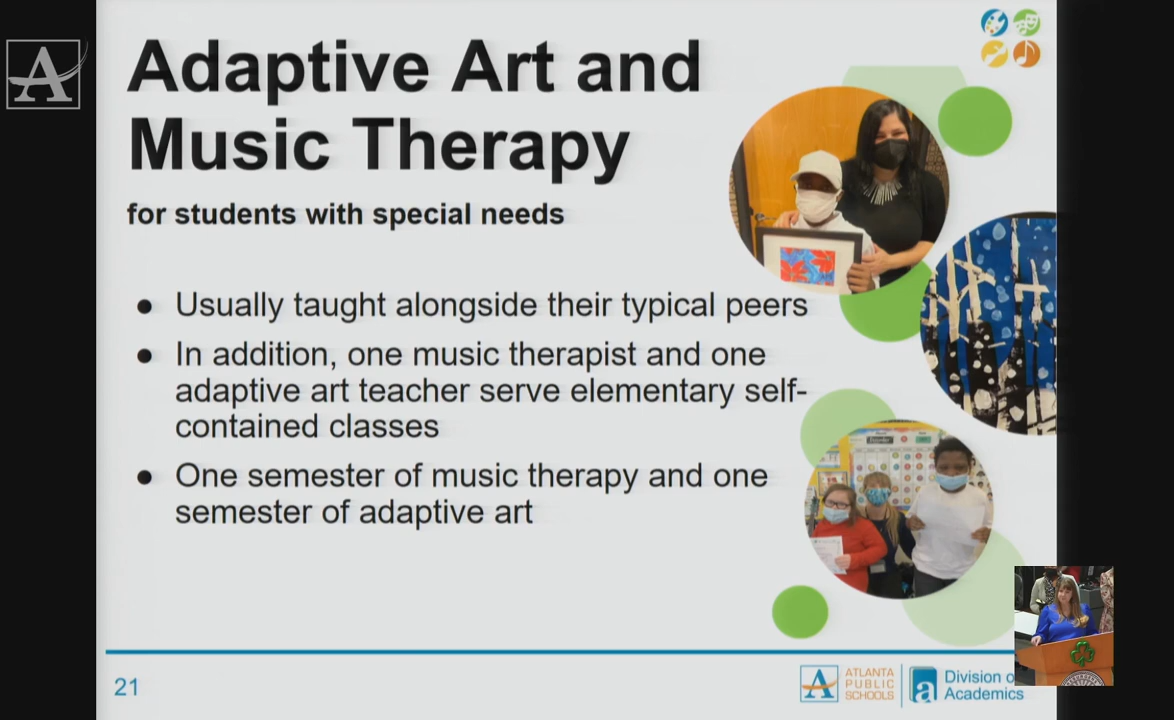 Adaptive Art and
Music Therapy
for students with special needs
● Usually taught alongside their typical peers
● In addition, one music therapist and one
adaptive art teacher serve elementary self-
contained classes
● One semester of music therapy and one
semester of adaptive art
21
ATLANTA
PUBLIC
SCHOOLS
Division
Academics